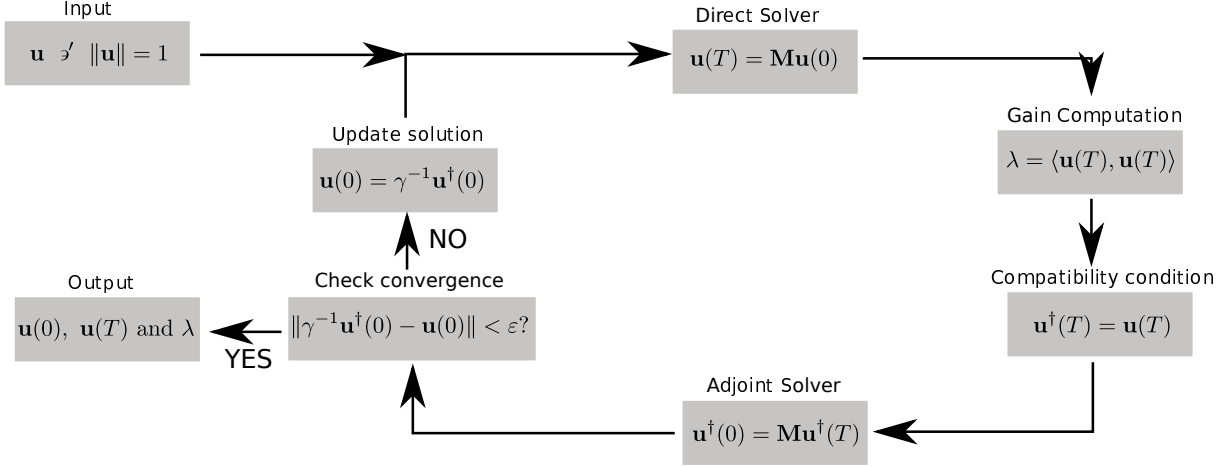 Input
u ϶′ ‖u‖ = 1
Direct Solver
u(T) = Mu(0)
Gain Computation
λ = ⟨u(T), u(T)⟩
Compatibility condition
u†(T) = u(T)
Adjoint Solver
u†(0) = Mu†(T)
Check convergence
‖γ⁻¹u†(0) − u(0)‖ < ε?
NO
Update solution
u(0) = γ⁻¹u†(0)
YES
Output
u(0), u(T) and λ